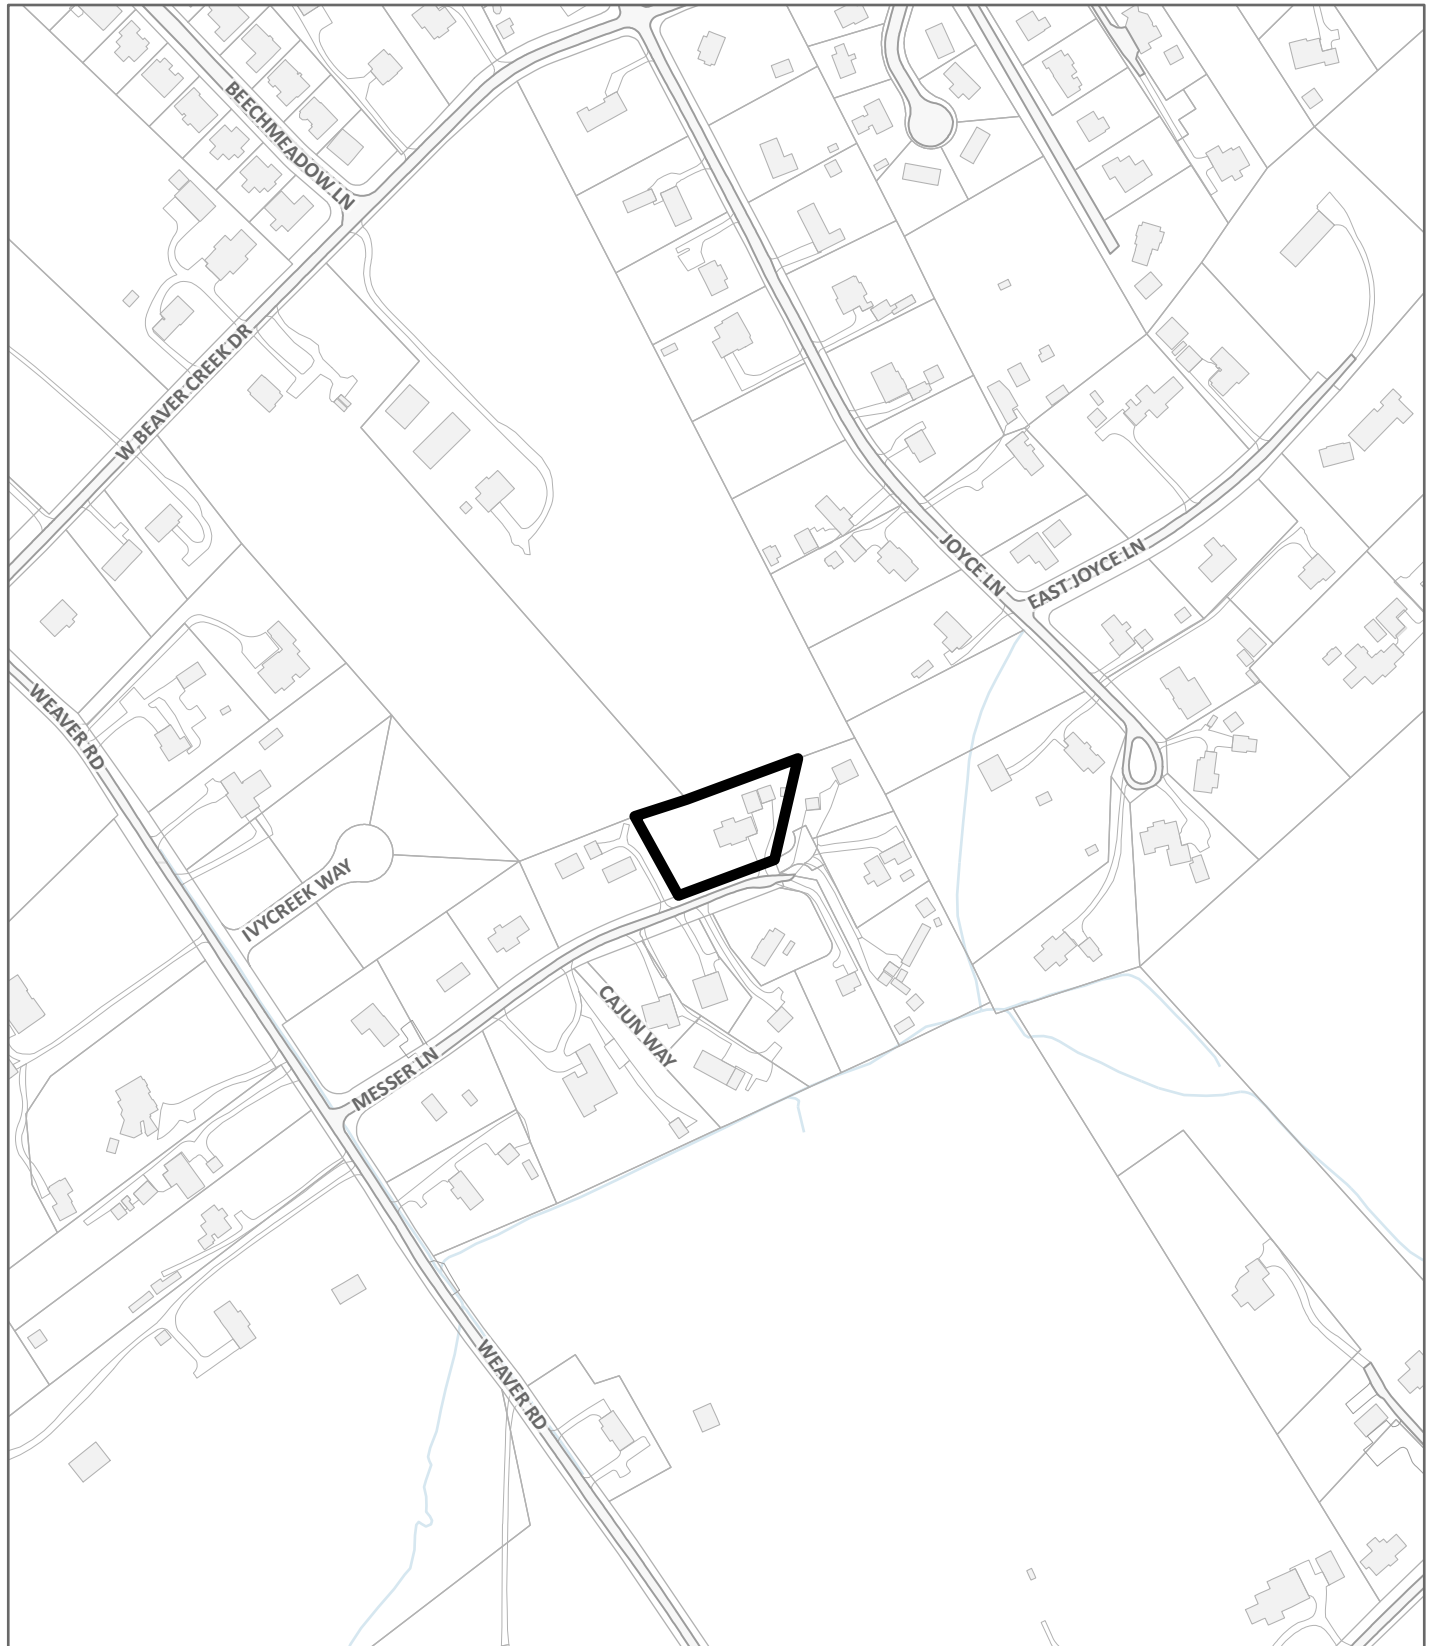 BEECHMEADOW LN
W BEAVER CREEK DR
JOYCE LN
EAST JOYCE LN
WEAVER RD
IVYCREEK WAY
CAJUN WAY
MESSER LN
WEAVER RD